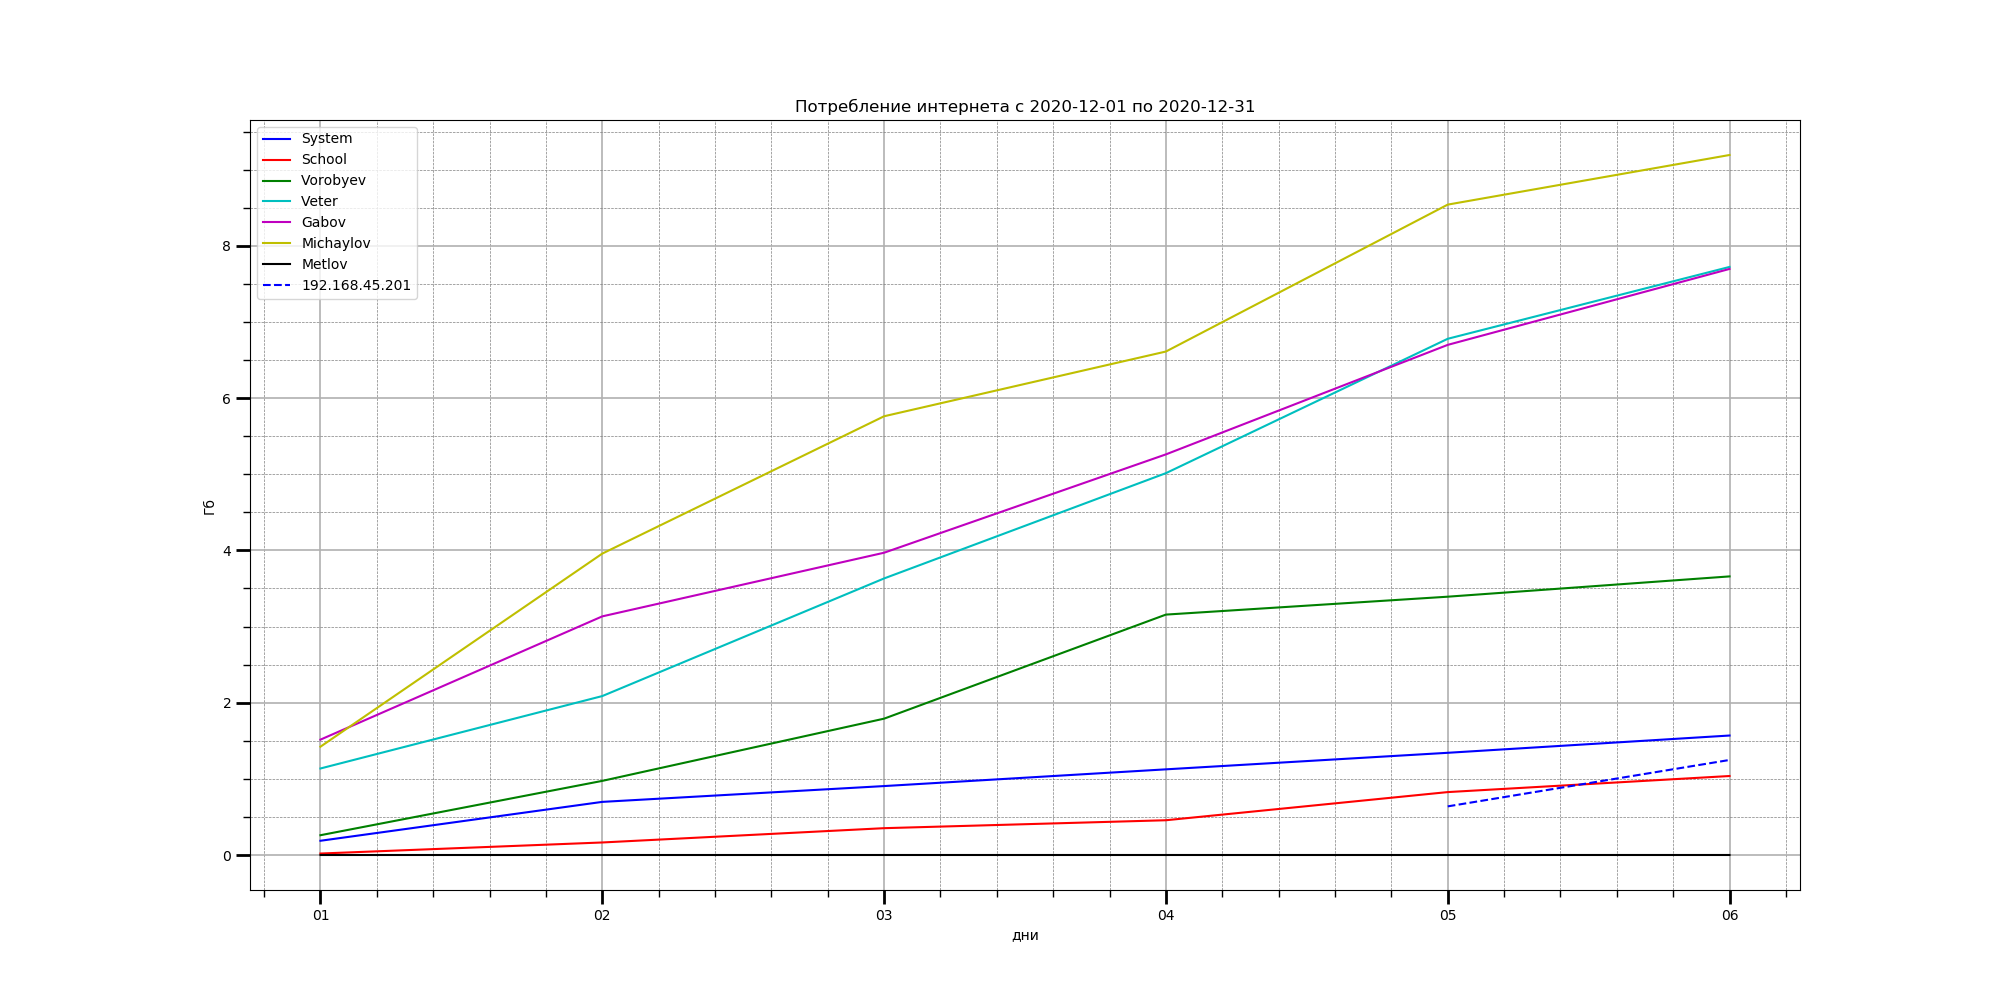 Потребление интернета с 2020-12-01 по 2020-12-31
System
School
Vorobyev
Veter
Gabov
Michaylov
Metlov
192.168.45.201
8
6
4
2
0
Гб
01 02 03 04 05 06
дни